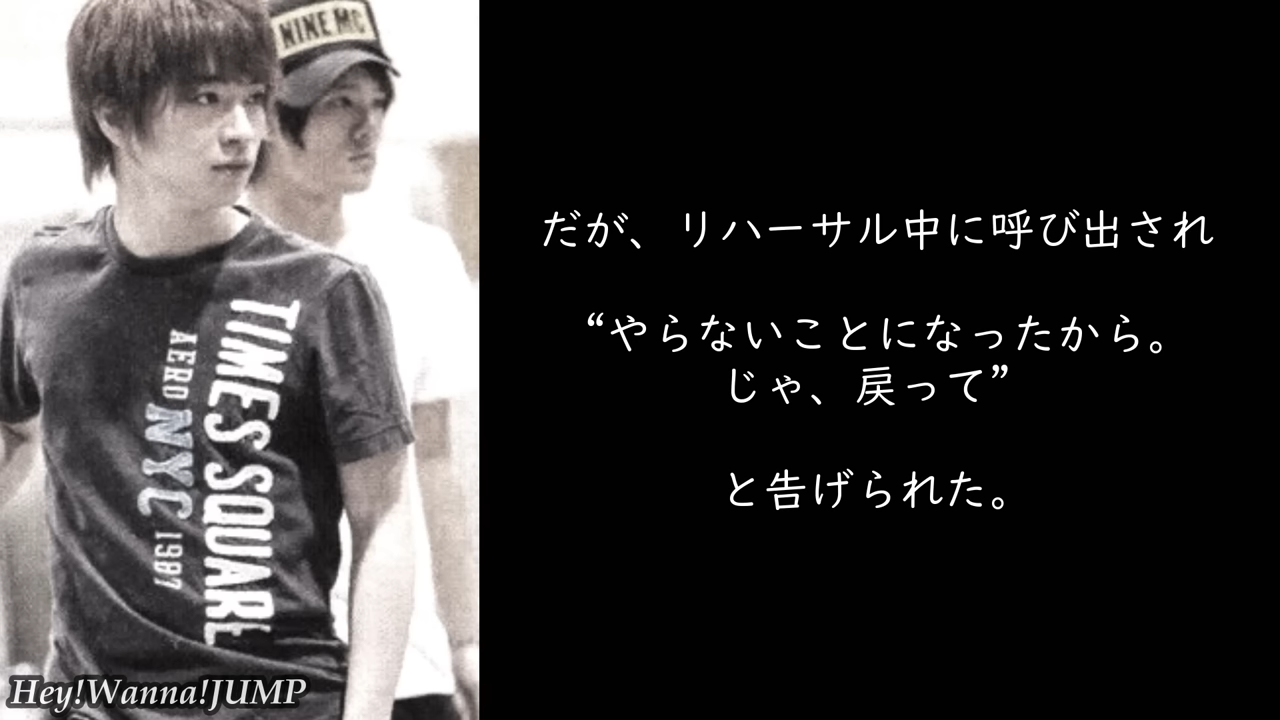 NINE MC
TIMES SQUARE
AERO NYC 1987
だが、リハーサル中に呼び出され
“やらないことになったから。
じゃ、戻って”
と告げられた。
Hey!Wanna!JUMP